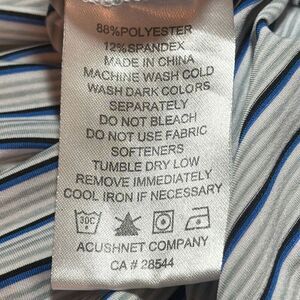 88%POLYESTER
12%SPANDEX
MADE IN CHINA
MACHINE WASH COLD
WASH DARK COLORS
SEPARATELY
DO NOT BLEACH
DO NOT USE FABRIC
SOFTENERS
TUMBLE DRY LOW
REMOVE IMMEDIATELY
COOL IRON IF NECESSARY
30C
ACUSHNET COMPANY
CA # 28544